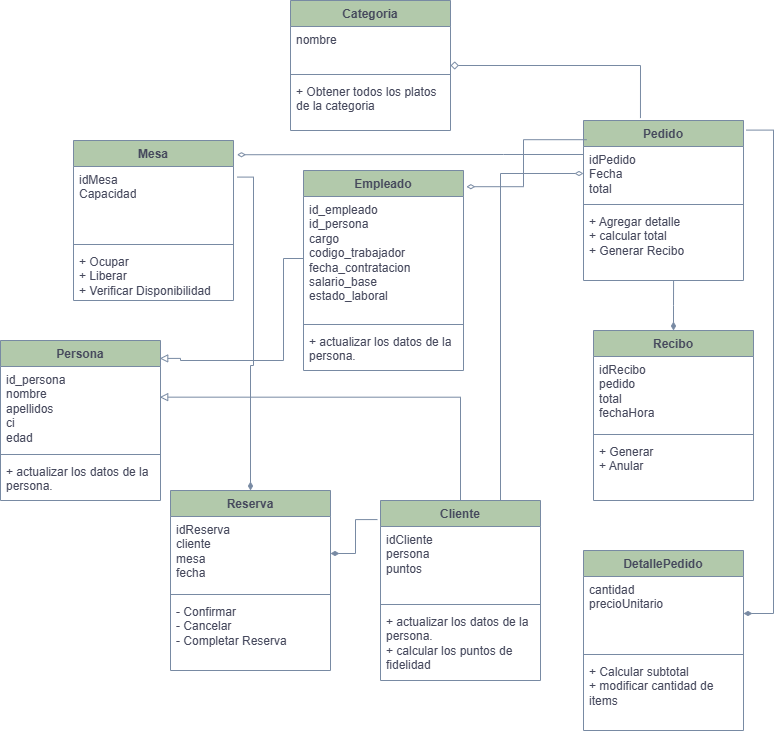 Categoria
nombre
+ Obtener todos los platos
de la categoria
Mesa
idMesa
Capacidad
+ Ocupar
+ Liberar
+ Verificar Disponibilidad
Empleado
id_empleado
id_persona
cargo
codigo_trabajador
fecha_contratacion
salario_base
estado_laboral
+ actualizar los datos de la
persona.
Pedido
idPedido
Fecha
total
+ Agregar detalle
+ calcular total
+ Generar Recibo
Persona
id_persona
nombre
apellidos
ci
edad
+ actualizar los datos de la
persona.
Recibo
idRecibo
pedido
total
fechaHora
+ Generar
+ Anular
Reserva
idReserva
cliente
mesa
fecha
- Confirmar
- Cancelar
- Completar Reserva
Cliente
idCliente
persona
puntos
+ actualizar los datos de la
persona.
+ calcular los puntos de
fidelidad
DetallePedido
cantidad
precioUnitario
+ Calcular subtotal
+ modificar cantidad de
items